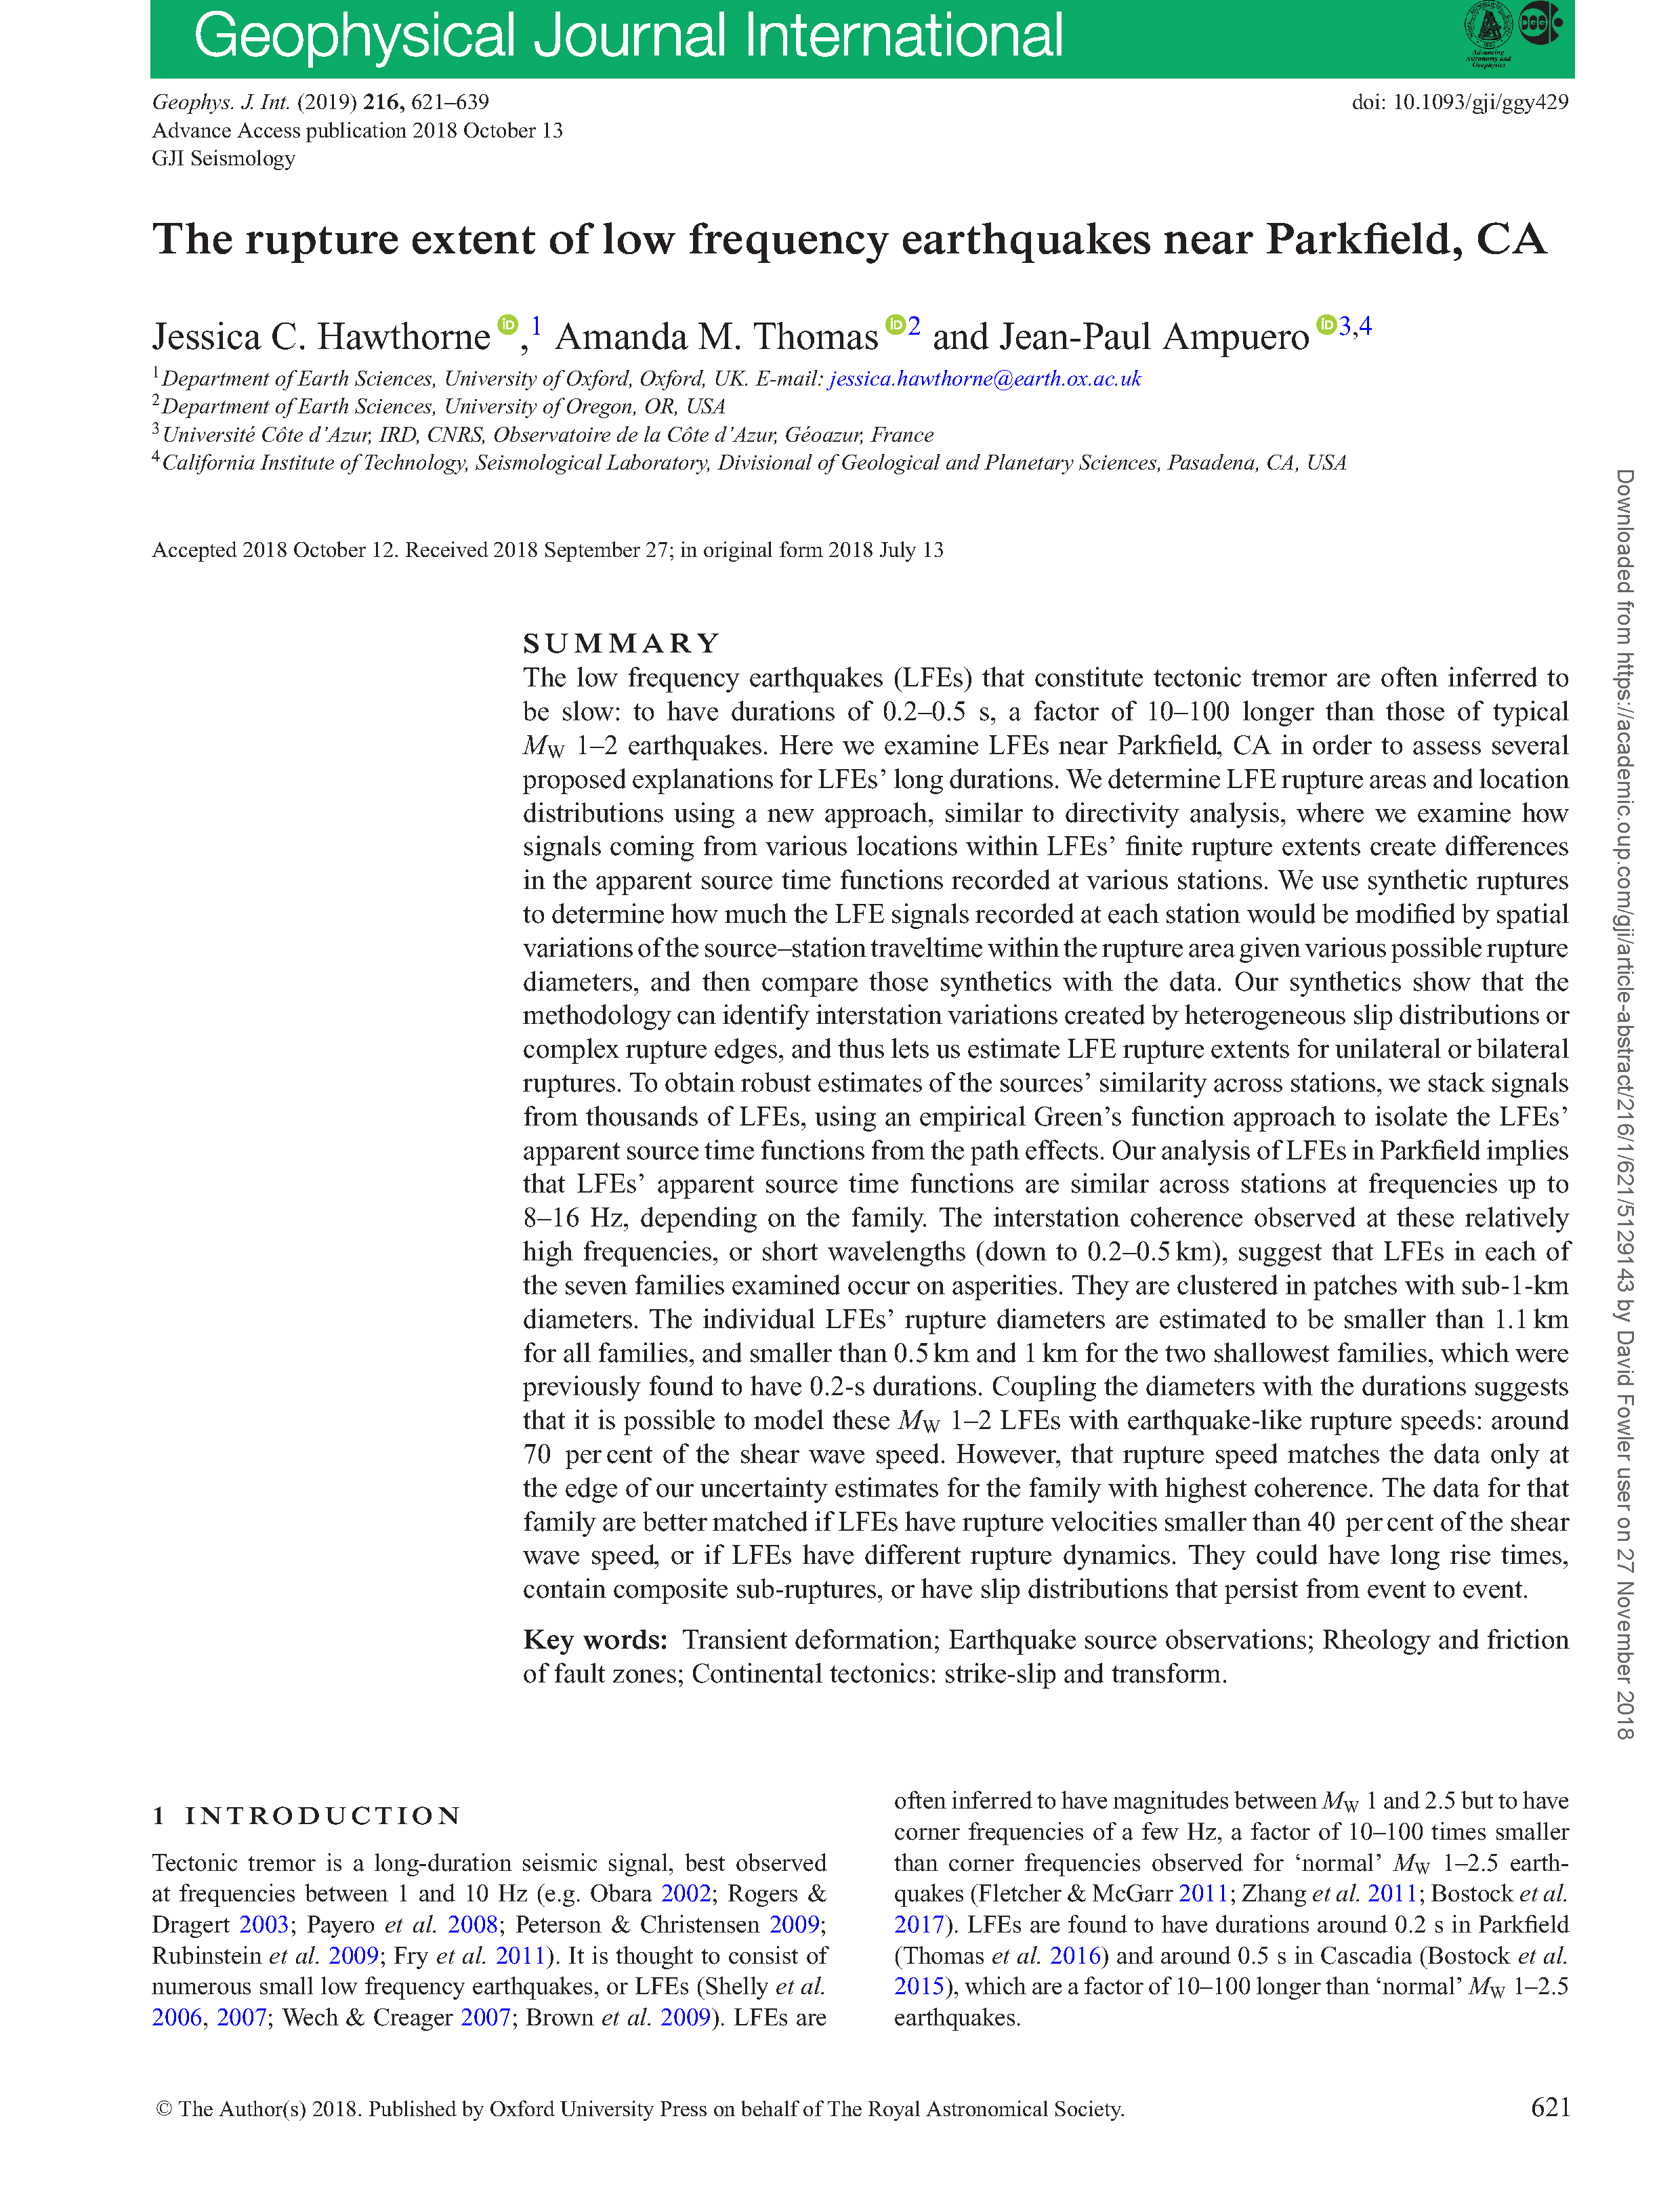 Geophysical Journal International
Geophys. J. Int. (2019) 216, 621–639
doi: 10.1093/gji/ggy429
Advance Access publication 2018 October 13
GJI Seismology
The rupture extent of low frequency earthquakes near Parkfield, CA
Jessica C. Hawthorne,1 Amanda M. Thomas2 and Jean-Paul Ampuero3,4
1Department of Earth Sciences, University of Oxford, Oxford, UK. E-mail: jessica.hawthorne@earth.ox.ac.uk
2Department of Earth Sciences, University of Oregon, OR, USA
3Université Côte d’Azur, IRD, CNRS, Observatoire de la Côte d’Azur, Géoazur, France
4California Institute of Technology, Seismological Laboratory, Divisional of Geological and Planetary Sciences, Pasadena, CA, USA
Accepted 2018 October 12. Received 2018 September 27; in original form 2018 July 13
SUMMARY
The low frequency earthquakes (LFEs) that constitute tectonic tremor are often inferred to
be slow: to have durations of 0.2–0.5 s, a factor of 10–100 longer than those of typical
MW 1–2 earthquakes. Here we examine LFEs near Parkfield, CA in order to assess several
proposed explanations for LFEs’ long durations. We determine LFE rupture areas and location
distributions using a new approach, similar to directivity analysis, where we examine how
signals coming from various locations within LFEs’ finite rupture extents create differences
in the apparent source time functions recorded at various stations. We use synthetic ruptures
to determine how much the LFE signals recorded at each station would be modified by spatial
variations of the source–station traveltime within the rupture area given various possible rupture
diameters, and then compare those synthetics with the data. Our synthetics show that the
methodology can identify interstation variations created by heterogeneous slip distributions or
complex rupture edges, and thus lets us estimate LFE rupture extents for unilateral or bilateral
ruptures. To obtain robust estimates of the sources’ similarity across stations, we stack signals
from thousands of LFEs, using an empirical Green’s function approach to isolate the LFEs’
apparent source time functions from the path effects. Our analysis of LFEs in Parkfield implies
that LFEs’ apparent source time functions are similar across stations at frequencies up to
8–16 Hz, depending on the family. The interstation coherence observed at these relatively
high frequencies, or short wavelengths (down to 0.2–0.5 km), suggest that LFEs in each of
the seven families examined occur on asperities. They are clustered in patches with sub-1-km
diameters. The individual LFEs’ rupture diameters are estimated to be smaller than 1.1 km
for all families, and smaller than 0.5 km and 1 km for the two shallowest families, which were
previously found to have 0.2-s durations. Coupling the diameters with the durations suggests
that it is possible to model these MW 1–2 LFEs with earthquake-like rupture speeds: around
70 per cent of the shear wave speed. However, that rupture speed matches the data only at
the edge of our uncertainty estimates for the family with highest coherence. The data for that
family are better matched if LFEs have rupture velocities smaller than 40 per cent of the shear
wave speed, or if LFEs have different rupture dynamics. They could have long rise times,
contain composite sub-ruptures, or have slip distributions that persist from event to event.
Key words: Transient deformation; Earthquake source observations; Rheology and friction
of fault zones; Continental tectonics: strike-slip and transform.
1 INTRODUCTION
Tectonic tremor is a long-duration seismic signal, best observed
at frequencies between 1 and 10 Hz (e.g. Obara 2002; Rogers &
Dragert 2003; Payero et al. 2008; Peterson & Christensen 2009;
Rubinstein et al. 2009; Fry et al. 2011). It is thought to consist of
numerous small low frequency earthquakes, or LFEs (Shelly et al.
2006, 2007; Wech & Creager 2007; Brown et al. 2009). LFEs are
often inferred to have magnitudes between MW 1 and 2.5 but to have
corner frequencies of a few Hz, a factor of 10–100 times smaller
than corner frequencies observed for ‘normal’ MW 1–2.5 earth-
quakes (Fletcher & McGarr 2011; Zhang et al. 2011; Bostock et al.
2017). LFEs are found to have durations around 0.2 s in Parkfield
(Thomas et al. 2016) and around 0.5 s in Cascadia (Bostock et al.
2015), which are a factor of 10–100 longer than ‘normal’ MW 1–2.5
earthquakes.
© The Author(s) 2018. Published by Oxford University Press on behalf of The Royal Astronomical Society.
621
Downloaded from https://academic.oup.com/gji/article-abstract/216/1/621/5129143 by David Fowler user on 27 November 2018